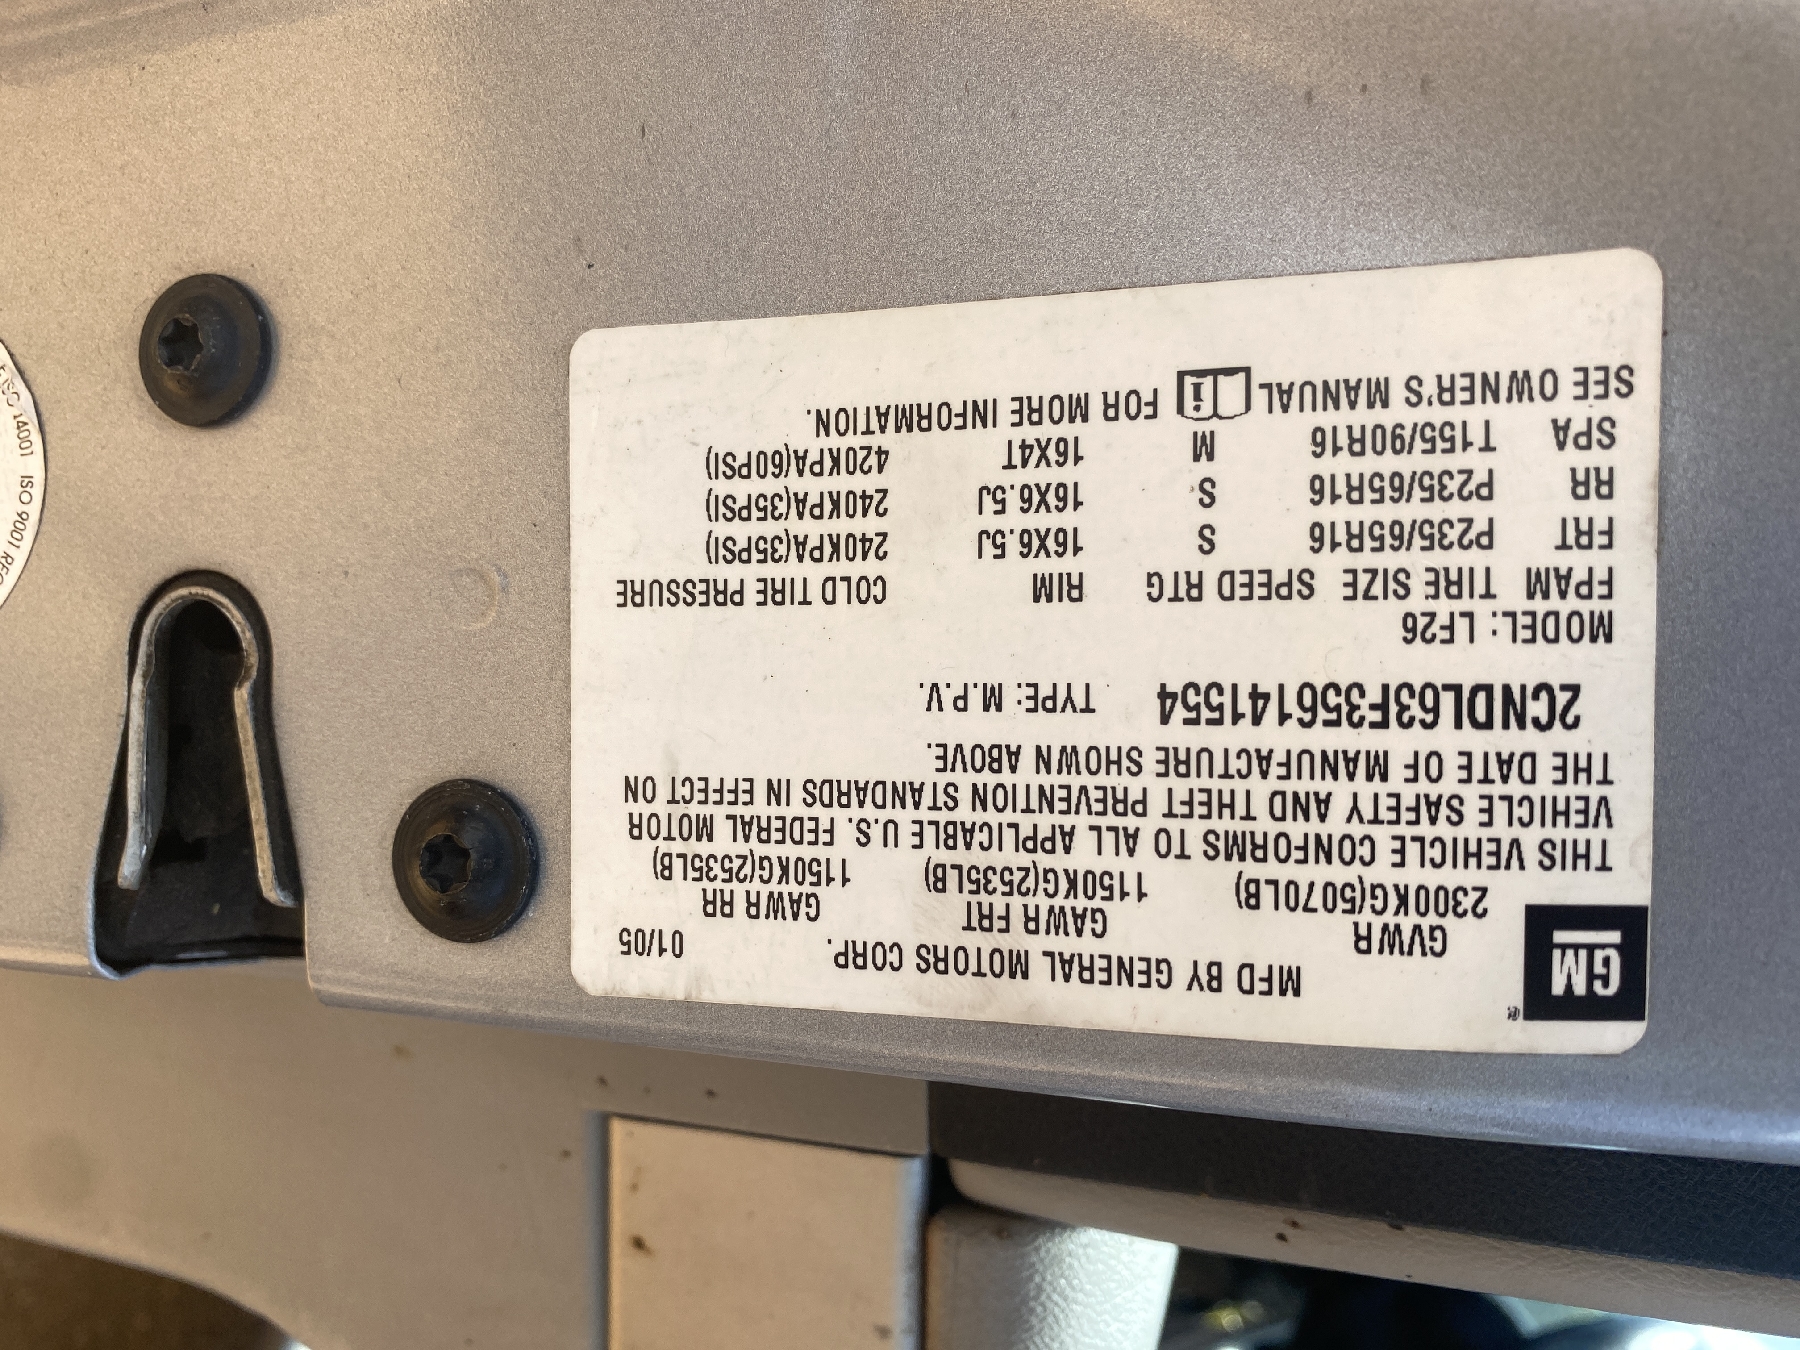 GM
®
MFD BY GENERAL MOTORS CORP. 01/05
GVWR GAWR FRT GAWR RR
2300KG(5070LB) 1150KG(2535LB) 1150KG(2535LB)
THIS VEHICLE CONFORMS TO ALL APPLICABLE U.S. FEDERAL MOTOR
VEHICLE SAFETY AND THEFT PREVENTION STANDARDS IN EFFECT ON
THE DATE OF MANUFACTURE SHOWN ABOVE.
2CNDL63F356141554 TYPE: M.P.V.
MODEL: LF26
FPAM TIRE SIZE SPEED RTG RIM COLD TIRE PRESSURE
FRT P235/65R16 S 16X6.5J 240KPA(35PSI)
RR P235/65R16 S 16X6.5J 240KPA(35PSI)
SPA T155/90R16 M 16X4T 420KPA(60PSI)
SEE OWNER'S MANUAL i FOR MORE INFORMATION.
14001 ISO 9001